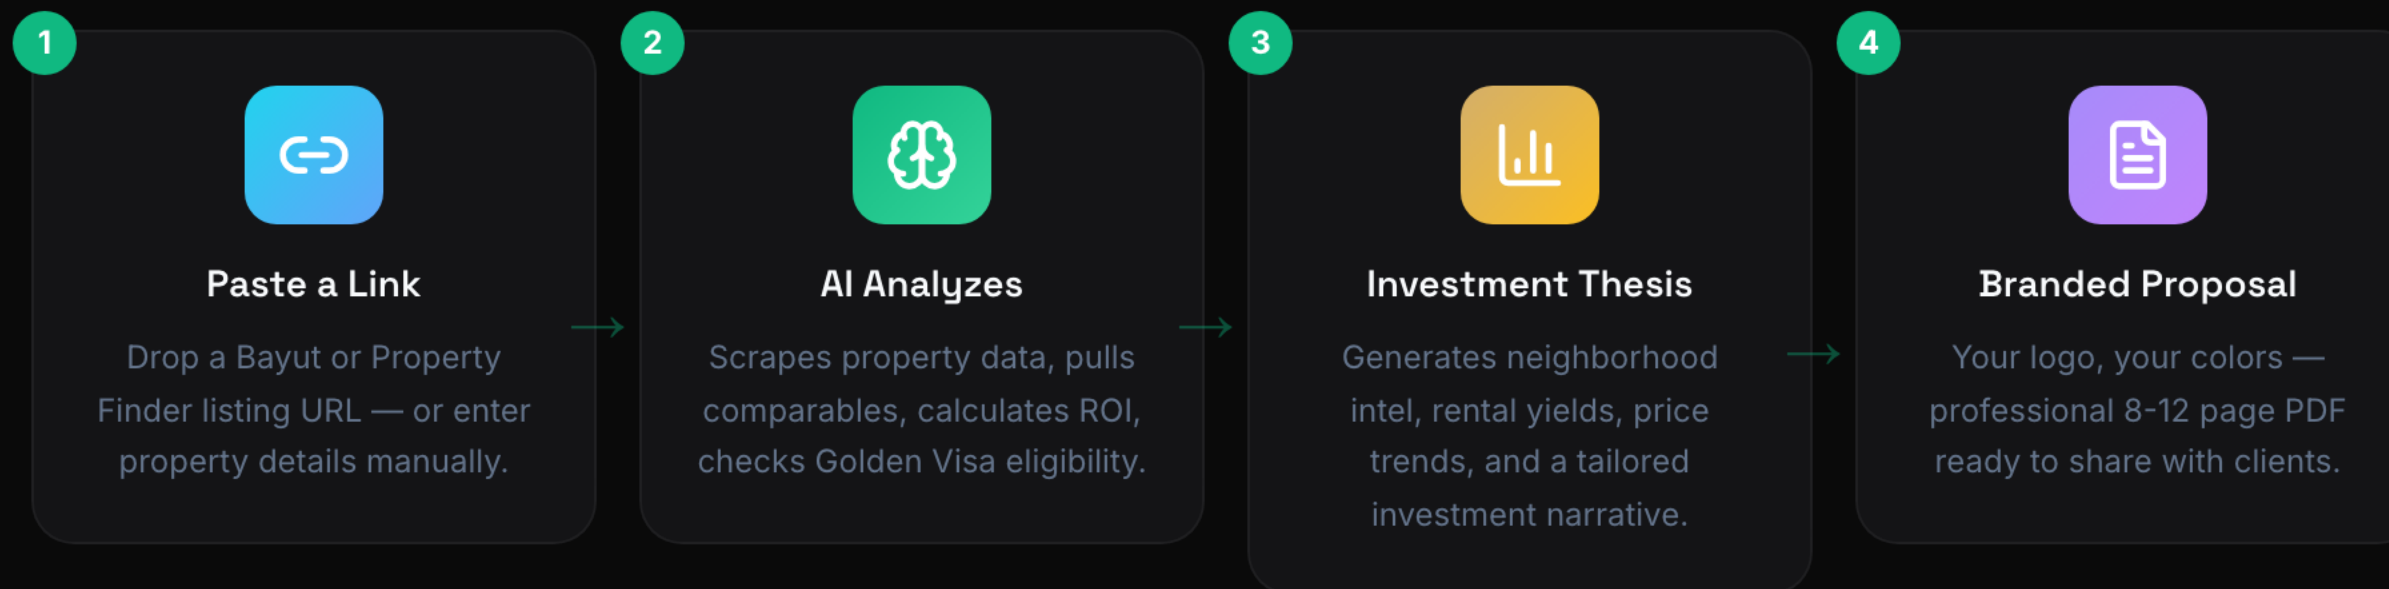 1
Paste a Link
Drop a Bayut or Property
Finder listing URL — or enter
property details manually.
2
AI Analyzes
Scrapes property data, pulls
comparables, calculates ROI,
checks Golden Visa eligibility.
3
Investment Thesis
Generates neighborhood
intel, rental yields, price
trends, and a tailored
investment narrative.
4
Branded Proposal
Your logo, your colors —
professional 8-12 page PDF
ready to share with clients.